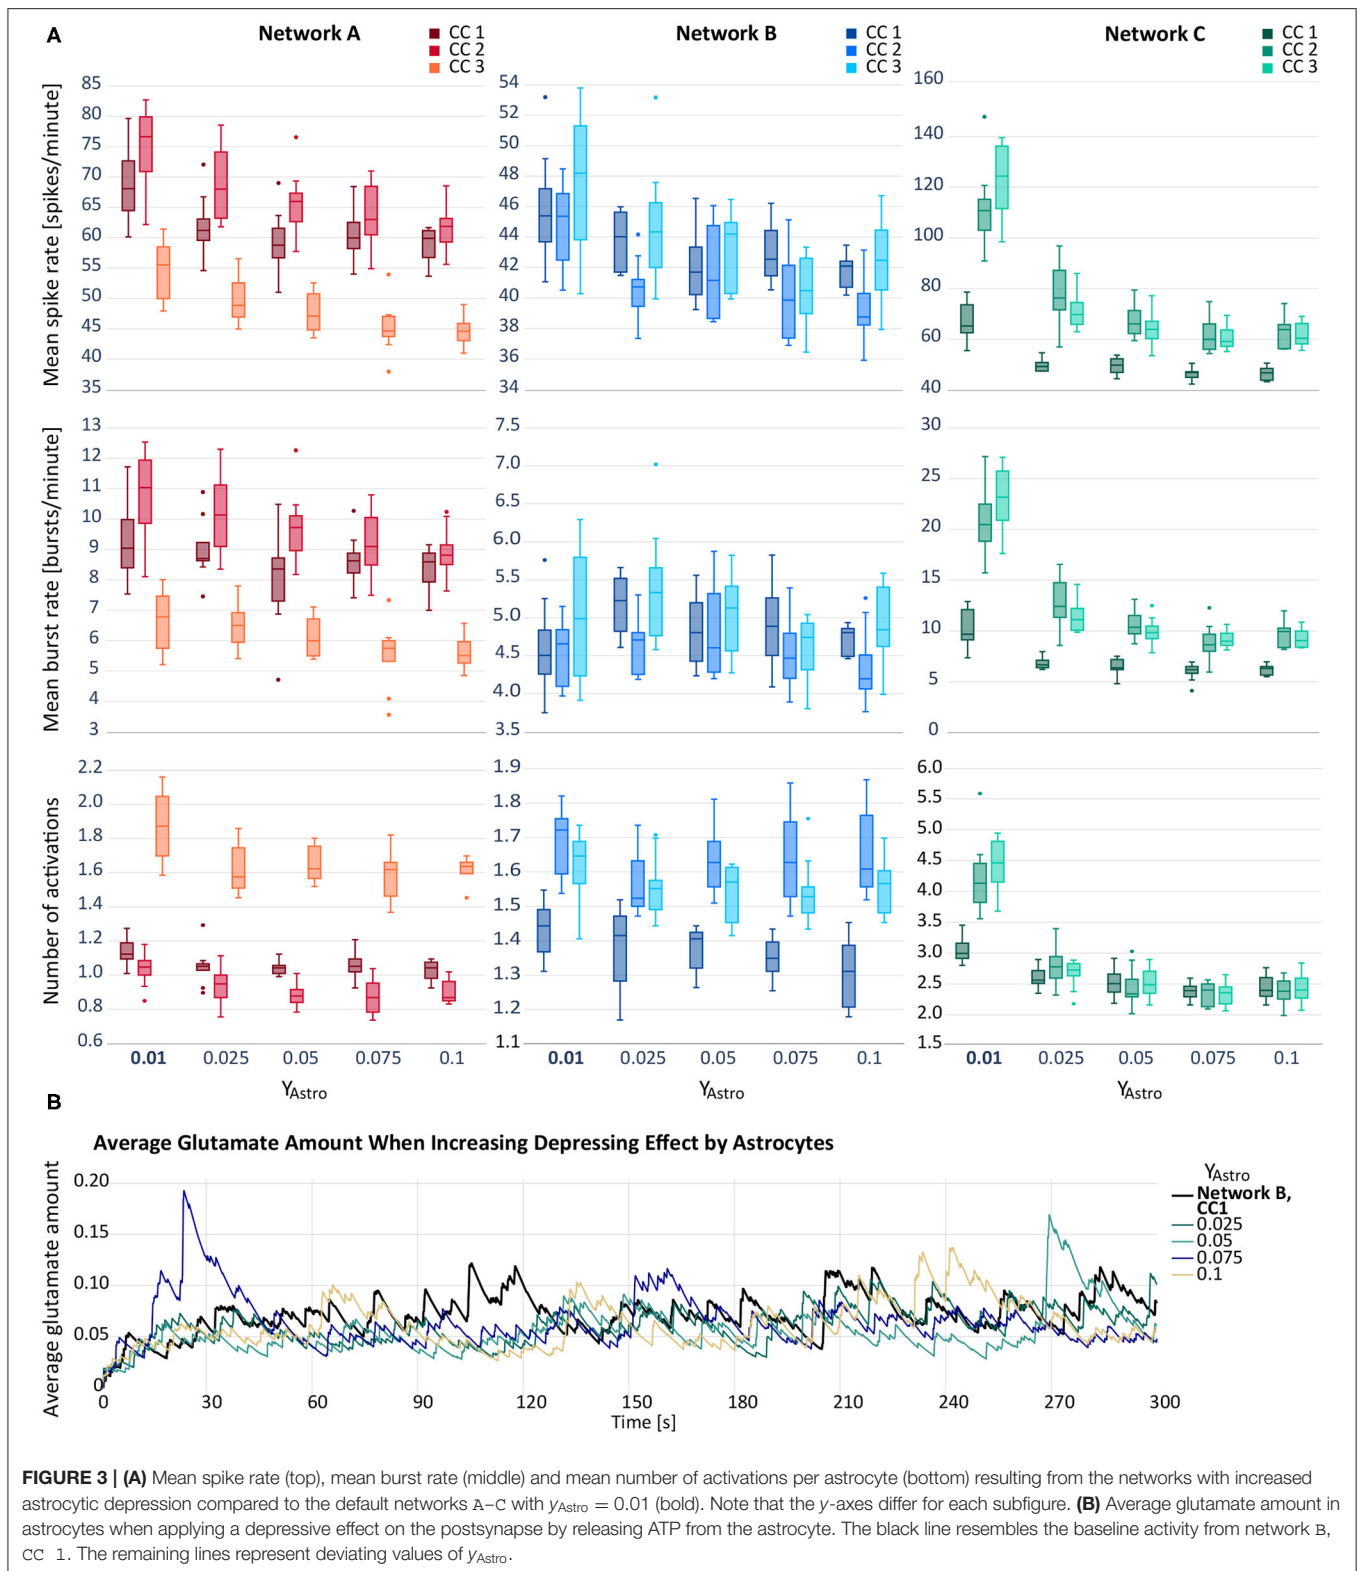 A
Network A
CC 1
CC 2
CC 3
Network B
CC 1
CC 2
CC 3
Network C
CC 1
CC 2
CC 3
Mean spike rate [spikes/minute]
85
80
75
70
65
60
55
50
45
40
35
54
52
50
48
46
44
42
40
38
36
34
160
140
120
100
80
60
40
Mean burst rate [bursts/minute]
13
12
11
10
9
8
7
6
5
4
3
7.5
7.0
6.5
6.0
5.5
5.0
4.5
4.0
3.5
30
25
20
15
10
5
0
Number of activations
2.2
2.0
1.8
1.6
1.4
1.2
1.0
0.8
0.6
1.9
1.8
1.7
1.6
1.5
1.4
1.3
1.2
1.1
6.0
5.5
5.0
4.5
4.0
3.5
3.0
2.5
2.0
1.5
0.01 0.025 0.05 0.075 0.1
0.01 0.025 0.05 0.075 0.1
0.01 0.025 0.05 0.075 0.1
YAstro
YAstro
YAstro
B
Average Glutamate Amount When Increasing Depressing Effect by Astrocytes
Average glutamate amount
0.20
0.15
0.10
0.05
0
0 30 60 90 120 150 180 210 240 270 300
Time [s]
YAstro
Network B,
CC1
0.025
0.05
0.075
0.1
FIGURE 3 | (A) Mean spike rate (top), mean burst rate (middle) and mean number of activations per astrocyte (bottom) resulting from the networks with increased
astrocytic depression compared to the default networks A–C with yAstro = 0.01 (bold). Note that the y-axes differ for each subfigure. (B) Average glutamate amount in
astrocytes when applying a depressive effect on the postsynapse by releasing ATP from the astrocyte. The black line resembles the baseline activity from network B,
CC 1. The remaining lines represent deviating values of yAstro.